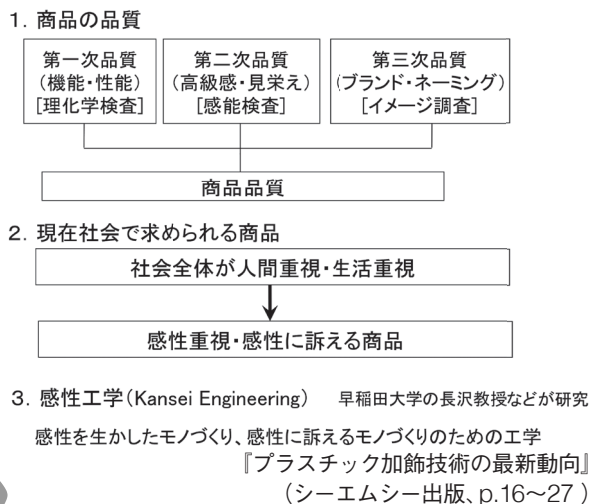 1. 商品の品質
第一次品質
(機能・性能)
[理化学検査]
第二次品質
(高級感・見栄え)
[感能検査]
第三次品質
(ブランド・ネーミング)
[イメージ調査]
商品品質
2. 現在社会で求められる商品
社会全体が人間重視・生活重視
感性重視・感性に訴える商品
3. 感性工学(Kansei Engineering) 早稲田大学の長沢教授などが研究
感性を生かしたモノづくり、感性に訴えるモノづくりのための工学
『プラスチック加飾技術の最新動向』
(シーエムシー出版、p.16〜27 )